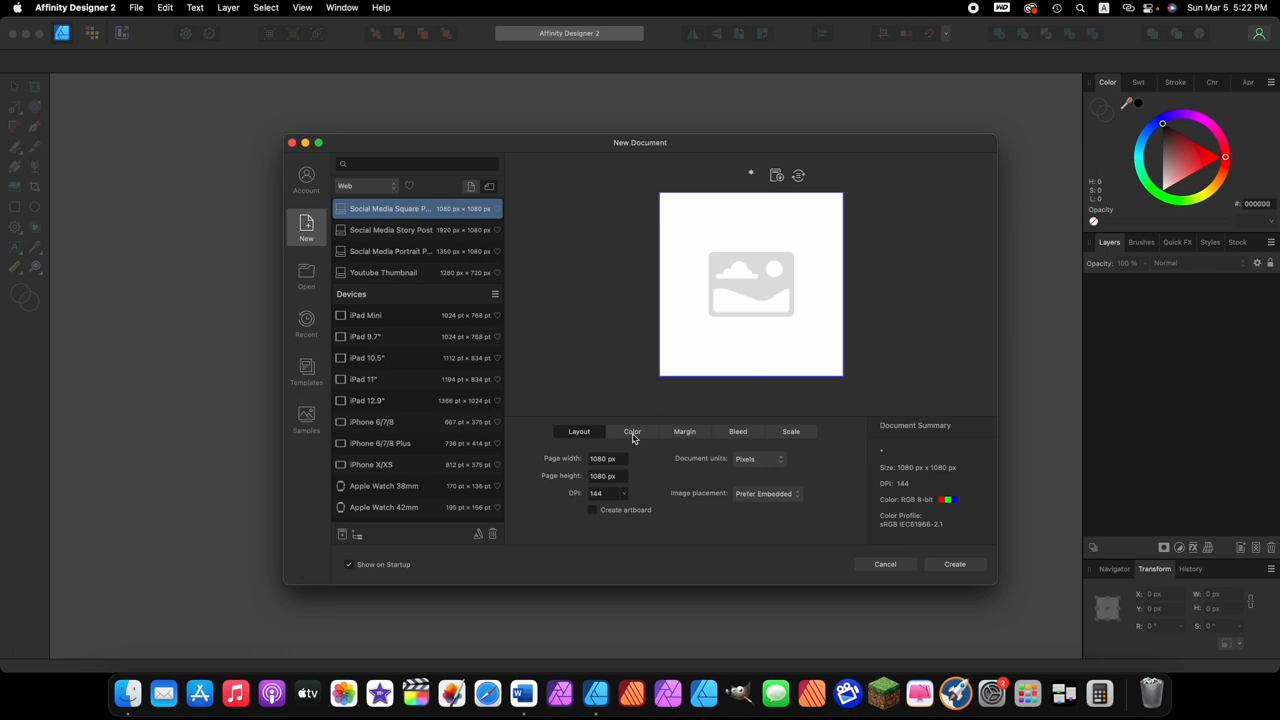 Affinity Designer 2 File Edit Text Layer Select View Window Help
A Sun Mar 5 5:22 PM
Affinity Designer 2
Color Swt Stroke Chr Apr
H: 0
S: 0
L: 0
#: 000000
Opacity
Layers Brushes Quick FX Styles Stock
Opacity: 100 % Normal
Navigator Transform History
X: 0 px W: 0 px
Y: 0 px H: 0 px
R: 0 ° S: 0 °
New Document
Account
New
Open
Recent
Templates
Samples
Web
Social Media Square P... 1080 px × 1080 px
Social Media Story Post 1920 px × 1080 px
Social Media Portrait P... 1350 px × 1080 px
Youtube Thumbnail 1280 px × 720 px
Devices
iPad Mini 1024 pt × 768 pt
iPad 9.7" 1024 pt × 768 pt
iPad 10.5" 1112 pt × 834 pt
iPad 11" 1194 pt × 834 pt
iPad 12.9" 1366 pt × 1024 pt
iPhone 6/7/8 667 pt × 375 pt
iPhone 6/7/8 Plus 736 pt × 414 pt
iPhone X/XS 812 pt × 375 pt
Apple Watch 38mm 170 pt × 136 pt
Apple Watch 42mm 195 pt × 156 pt
Show on Startup
*
Layout Color Margin Bleed Scale
Page width: 1080 px Document units: Pixels
Page height: 1080 px
DPI: 144 Image placement: Prefer Embedded
Create artboard
Document Summary
*
Size: 1080 px x 1080 px
DPI: 144
Color: RGB 8-bit
Color Profile:
sRGB IEC61966-2.1
Cancel Create
tv
W
2